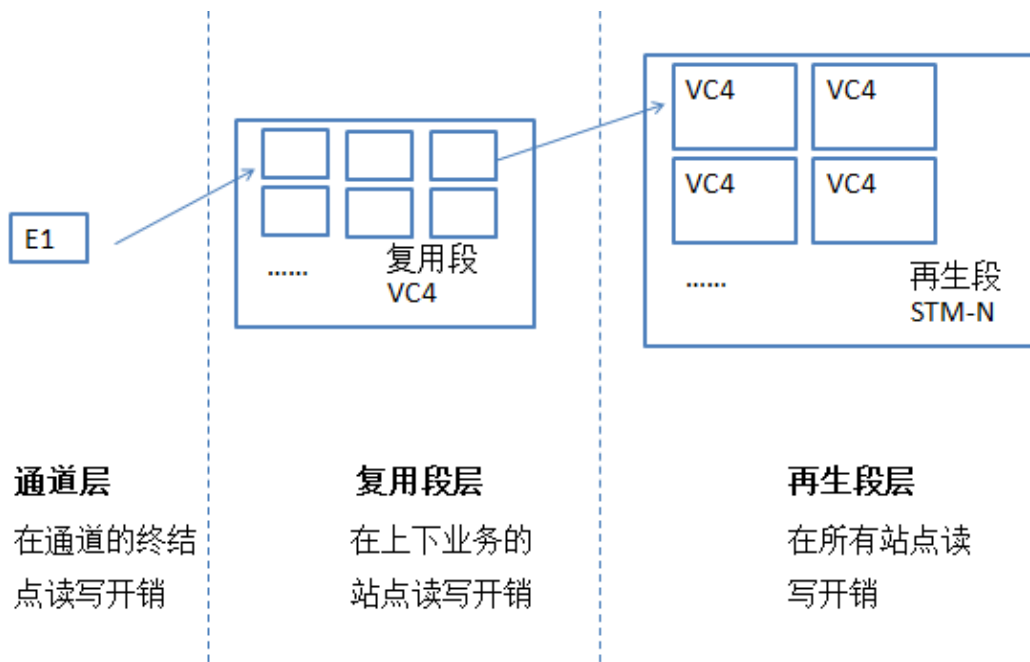 E1
……
复用段
VC4
VC4
VC4
VC4
VC4
……
再生段
STM-N
通道层
在通道的终结
点读写开销
复用段层
在上下业务的
站点读写开销
再生段层
在所有站点读
写开销